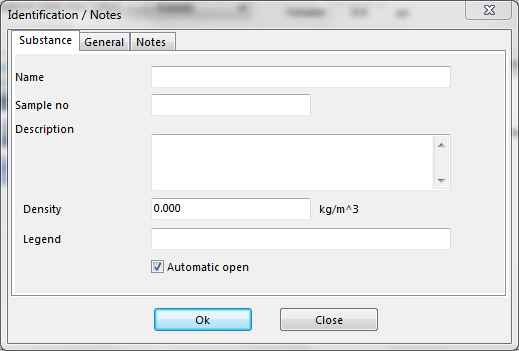 Identification / Notes
Substance General Notes
Name
Sample no
Description
Density 0.000 kg/m^3
Legend
Automatic open
Ok Close